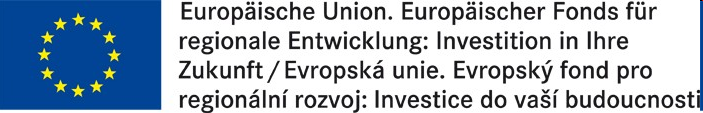 Europäische Union. Europäischer Fonds für
regionale Entwicklung: Investition in Ihre
Zukunft / Evropská unie. Evropský fond pro
regionální rozvoj: Investice do vaší budoucnosti